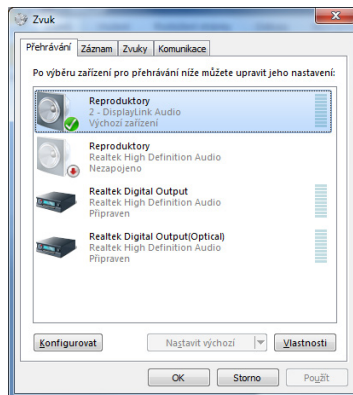 Zvuk
Přehrávání Záznam Zvuky Komunikace
Po výběru zařízení pro přehrávání níže můžete upravit jeho nastavení:
Reproduktory
2 - DisplayLink Audio
Výchozí zařízení
Reproduktory
Realtek High Definition Audio
Nezapojeno
Realtek Digital Output
Realtek High Definition Audio
Připraven
Realtek Digital Output(Optical)
Realtek High Definition Audio
Připraven
Konfigurovat Nastavit výchozí Vlastnosti
OK Storno Použít